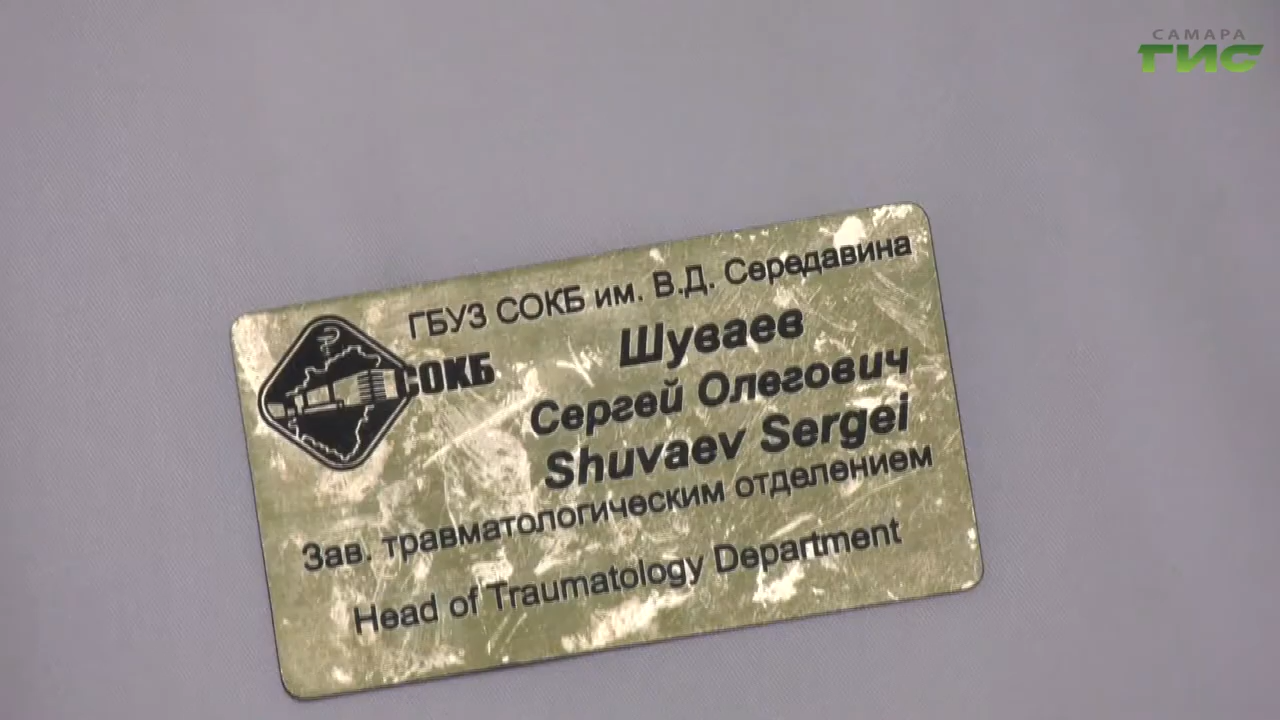 САМАРА
ГИС
ГБУЗ СОКБ им. В.Д. Середавина
СОКБ
Шуваев
Сергей Олегович
Shuvaev Sergei
Зав. травматологическим отделением
Head of Traumatology Department